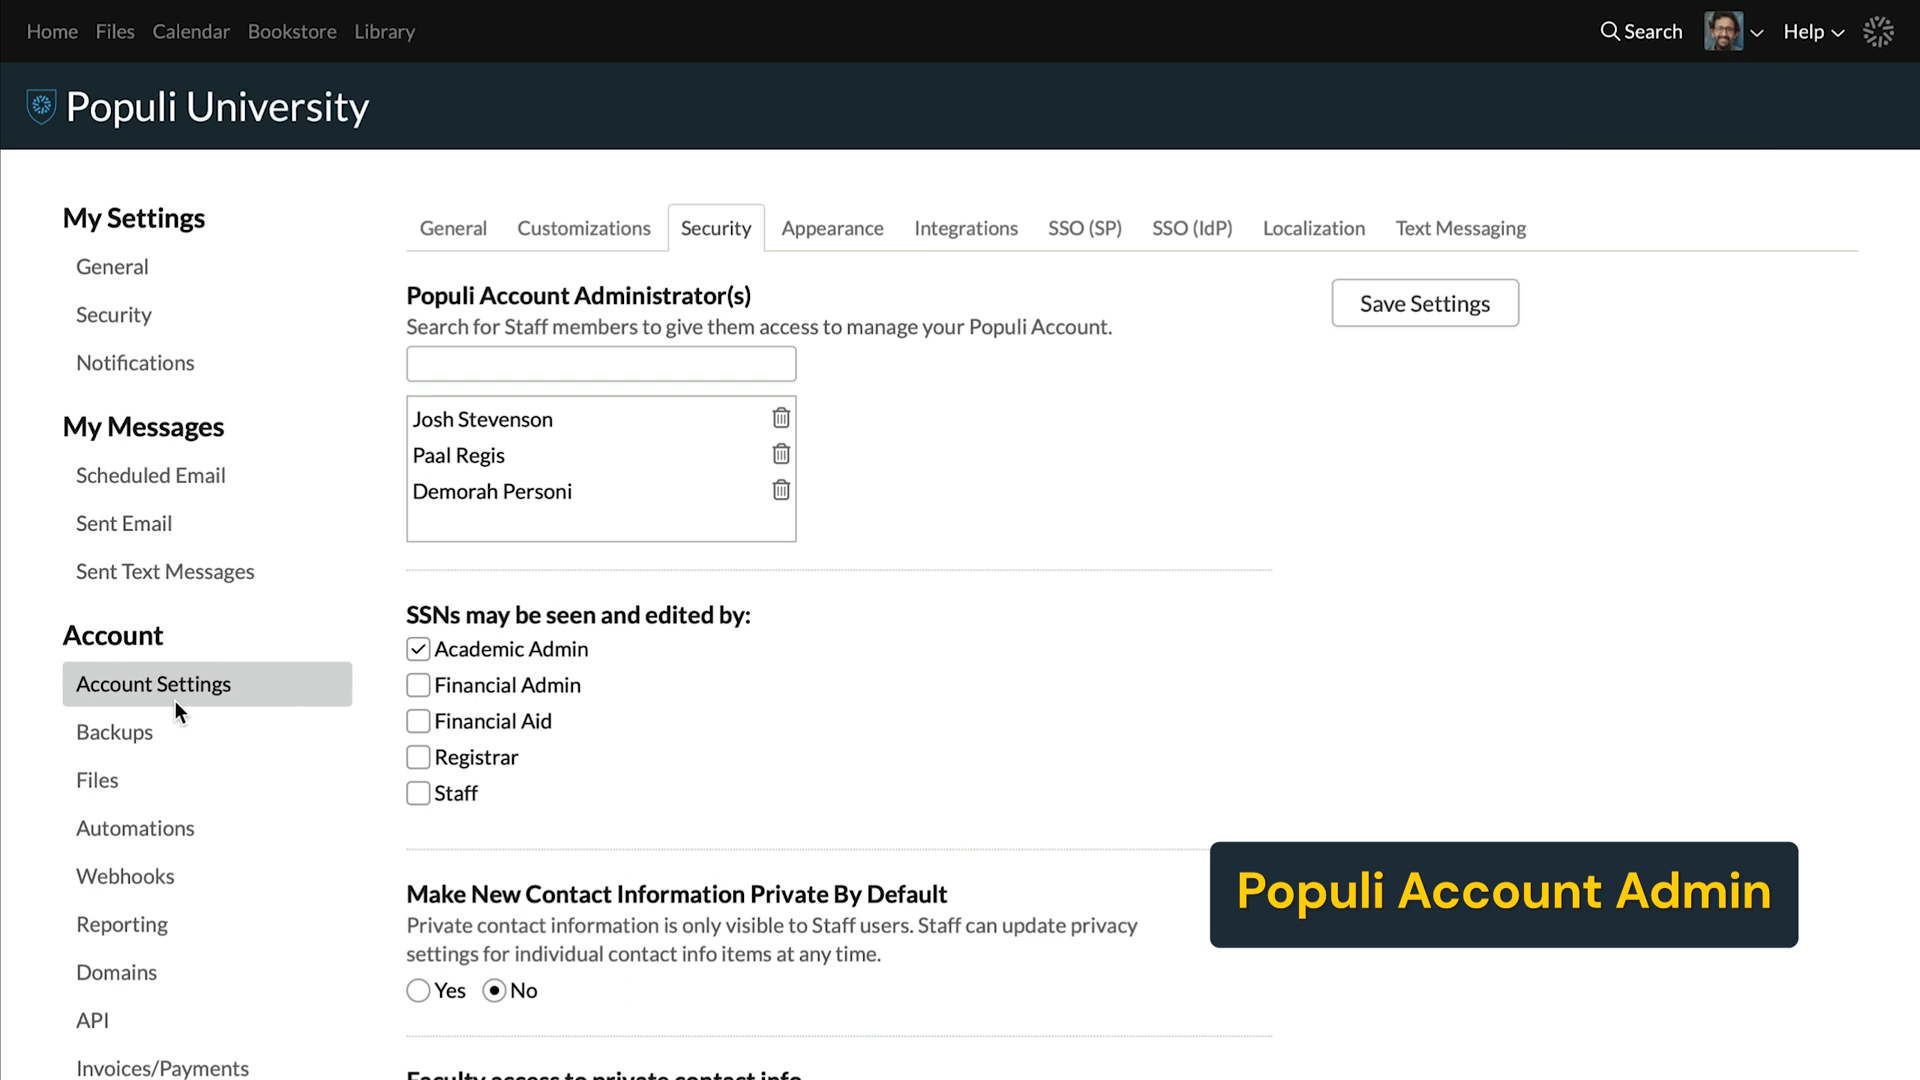 Home Files Calendar Bookstore Library Search Help
Populi University
My Settings
General
Security
Notifications
My Messages
Scheduled Email
Sent Email
Sent Text Messages
Account
Account Settings
Backups
Files
Automations
Webhooks
Reporting
Domains
API
Invoices/Payments
General Customizations Security Appearance Integrations SSO (SP) SSO (IdP) Localization Text Messaging
Populi Account Administrator(s)
Search for Staff members to give them access to manage your Populi Account.
Save Settings
Josh Stevenson
Paal Regis
Demorah Personi
SSNs may be seen and edited by:
Academic Admin
Financial Admin
Financial Aid
Registrar
Staff
Make New Contact Information Private By Default
Private contact information is only visible to Staff users. Staff can update privacy
settings for individual contact info items at any time.
Yes No
Faculty access to private contact info
Populi Account Admin